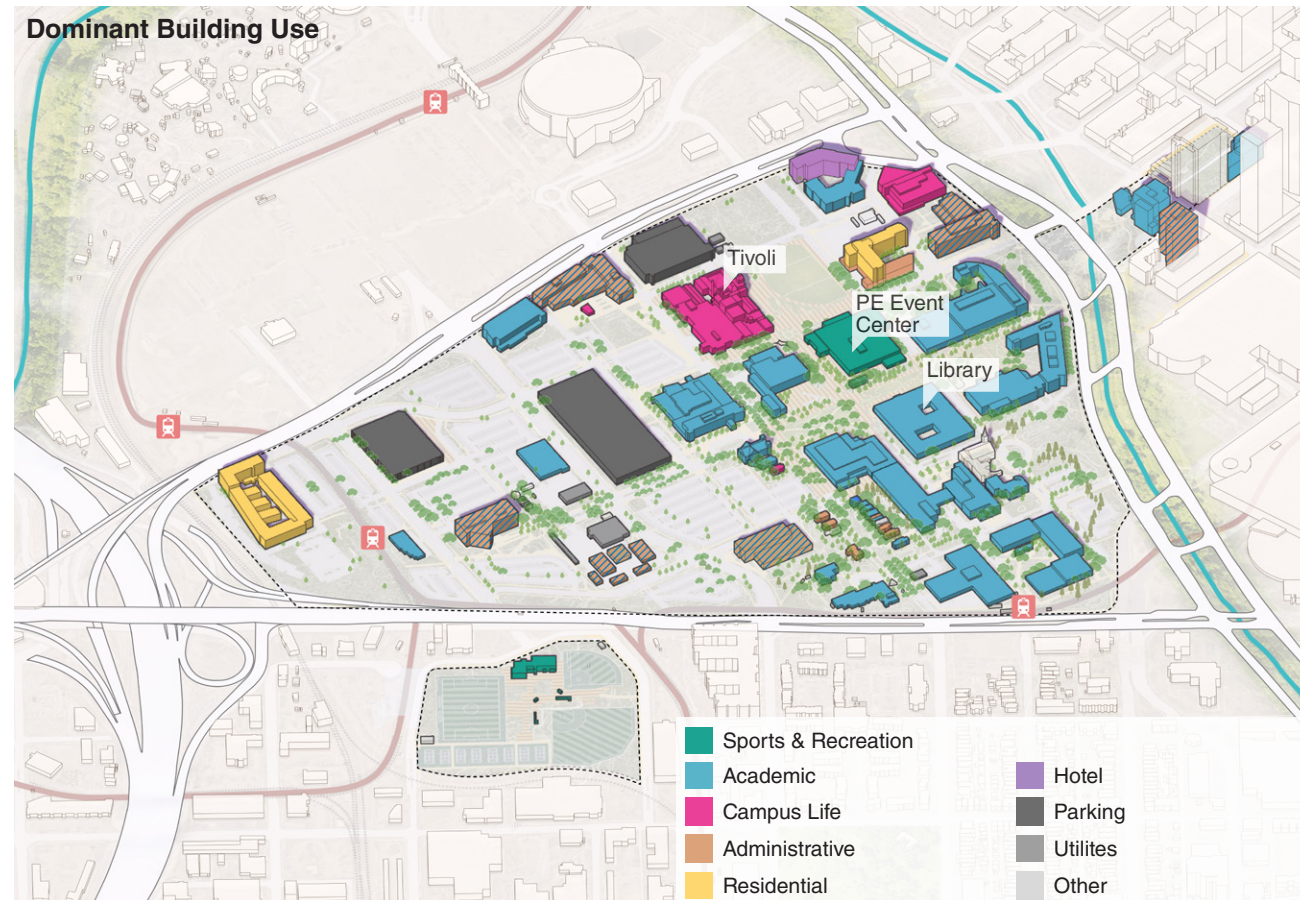 Dominant Building Use
Tivoli
PE Event
Center
Library
Sports & Recreation
Academic
Campus Life
Administrative
Residential
Hotel
Parking
Utilites
Other